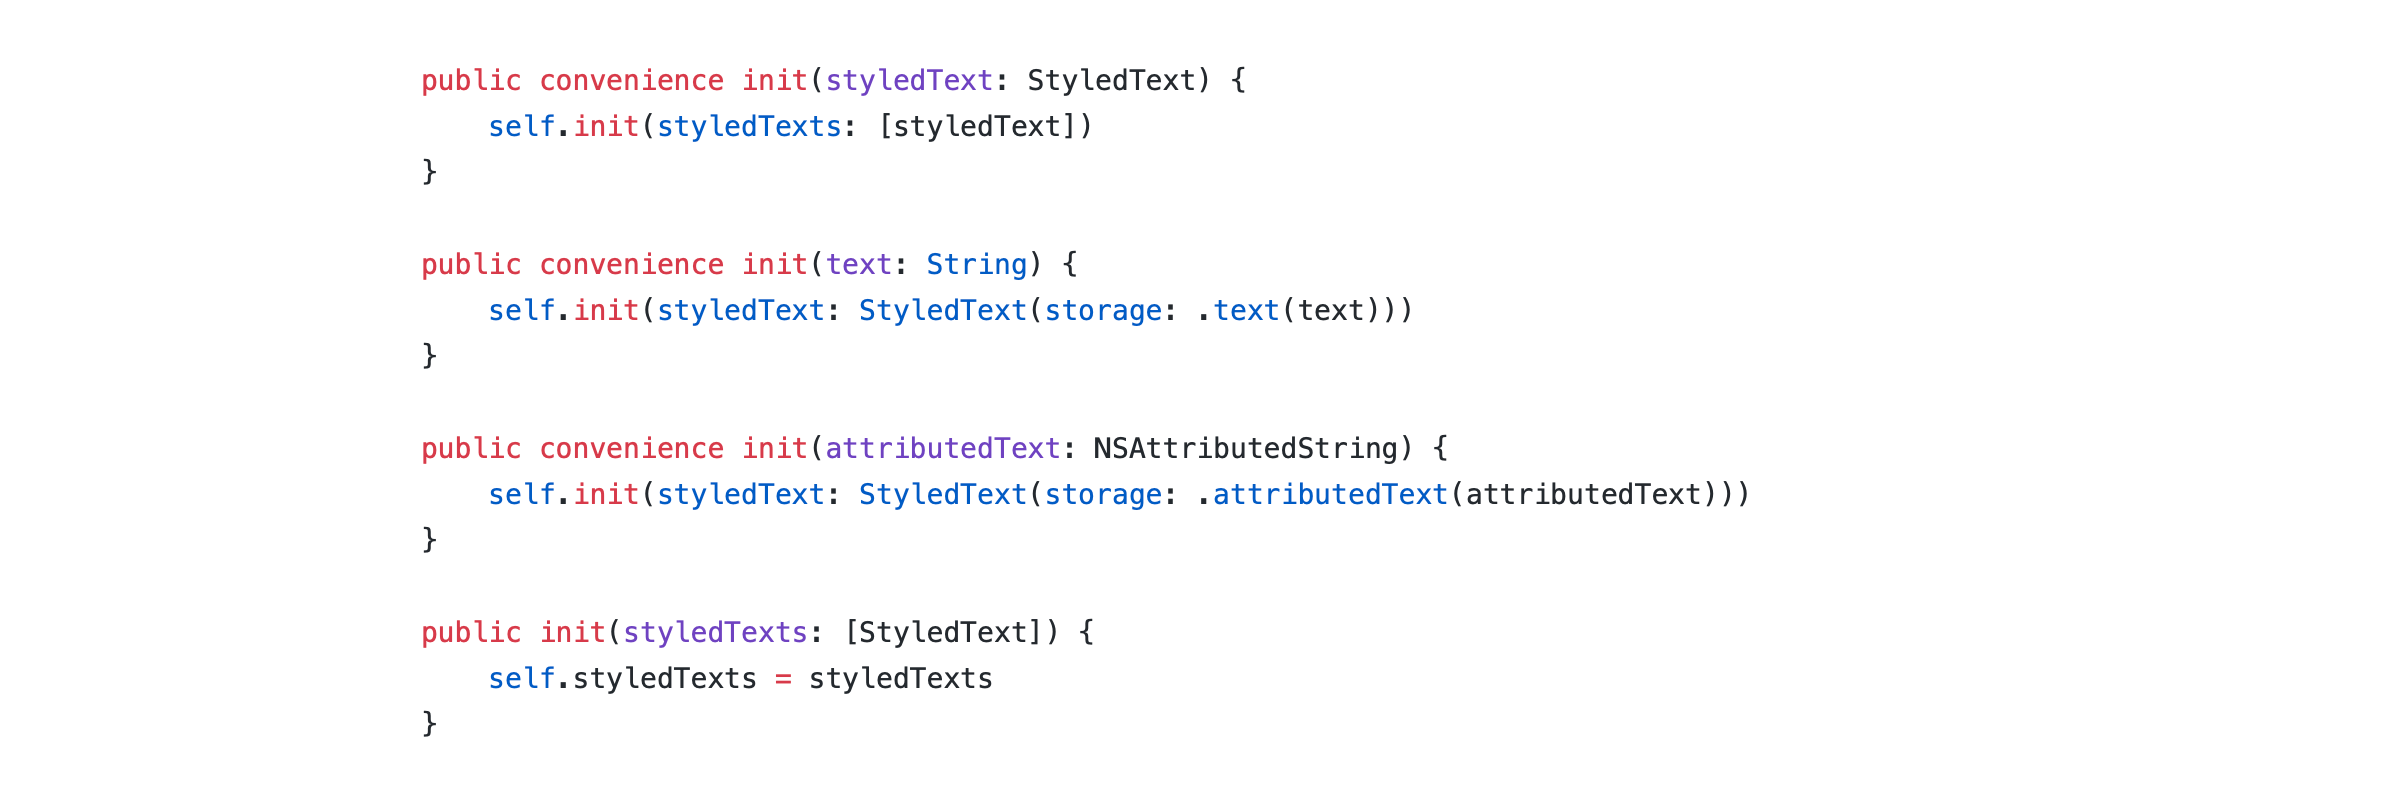 public convenience init(styledText: StyledText) {
    self.init(styledTexts: [styledText])
}

public convenience init(text: String) {
    self.init(styledText: StyledText(storage: .text(text)))
}

public convenience init(attributedText: NSAttributedString) {
    self.init(styledText: StyledText(storage: .attributedText(attributedText)))
}

public init(styledTexts: [StyledText]) {
    self.styledTexts = styledTexts
}